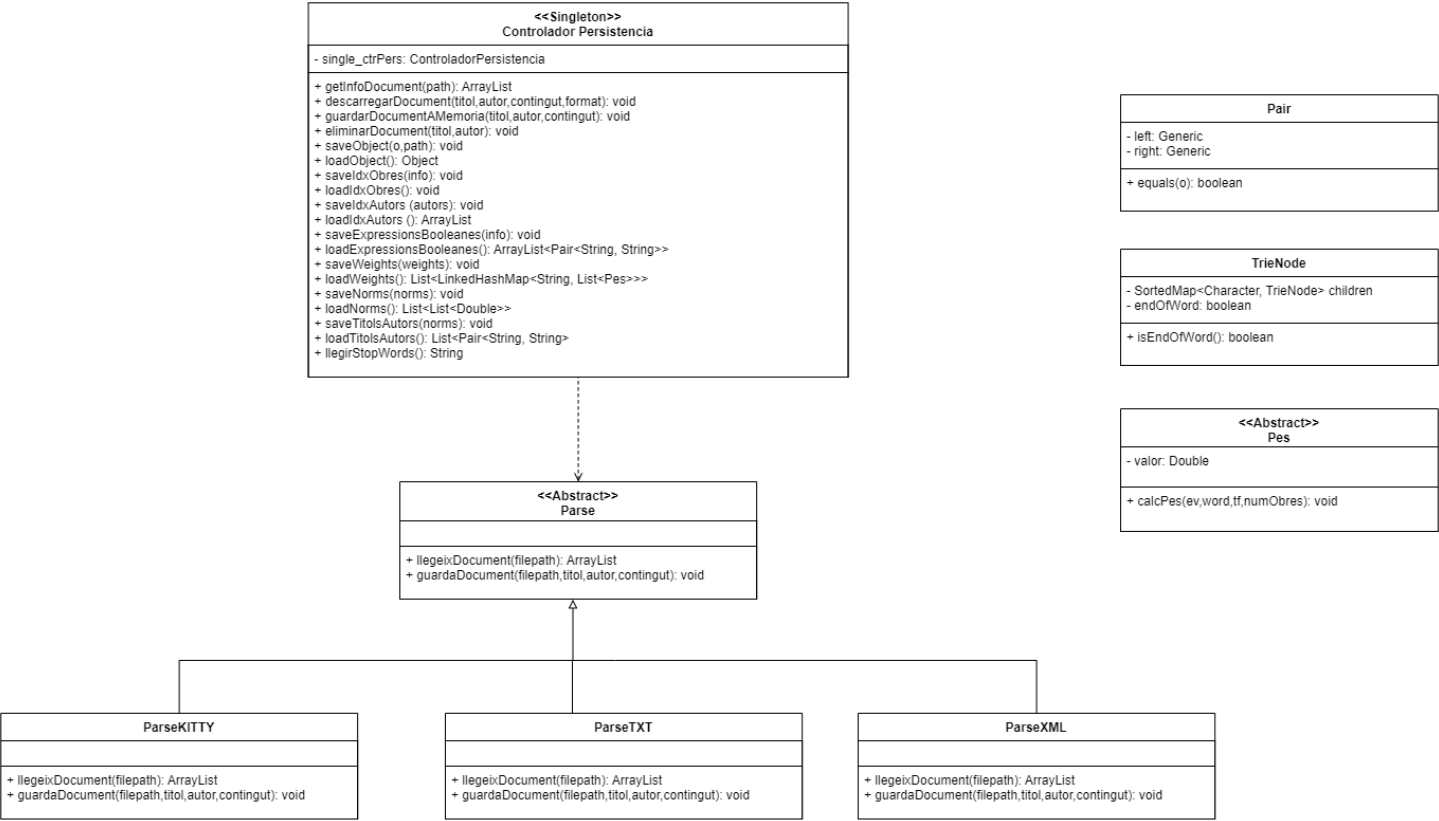 <<Singleton>>
Controlador Persistencia
- single_ctrPers: ControladorPersistencia
+ getInfoDocument(path): ArrayList
+ descarregarDocument(titol,autor,contingut,format): void
+ guardarDocumentAMemoria(titol,autor,contingut): void
+ eliminarDocument(titol,autor): void
+ saveObject(o,path): void
+ loadObject(): Object
+ saveIdxObres(info): void
+ loadIdxObres(): void
+ saveIdxAutors (autors): void
+ loadIdxAutors (): ArrayList
+ saveExpressionsBooleanes(info): void
+ loadExpressionsBooleanes(): ArrayList<Pair<String, String>>
+ saveWeights(weights): void
+ loadWeights(): List<LinkedHashMap<String, List<Pes>>>
+ saveNorms(norms): void
+ loadNorms(): List<List<Double>>
+ saveTitolsAutors(norms): void
+ loadTitolsAutors(): List<Pair<String, String>
+ llegirStopWords(): String
Pair
- left: Generic
- right: Generic
+ equals(o): boolean
TrieNode
- SortedMap<Character, TrieNode> children
- endOfWord: boolean
+ isEndOfWord(): boolean
<<Abstract>>
Pes
- valor: Double
+ calcPes(ev,word,tf,numObres): void
<<Abstract>>
Parse
+ llegeixDocument(filepath): ArrayList
+ guardaDocument(filepath,titol,autor,contingut): void
ParseKITTY
+ llegeixDocument(filepath): ArrayList
+ guardaDocument(filepath,titol,autor,contingut): void
ParseTXT
+ llegeixDocument(filepath): ArrayList
+ guardaDocument(filepath,titol,autor,contingut): void
ParseXML
+ llegeixDocument(filepath): ArrayList
+ guardaDocument(filepath,titol,autor,contingut): void